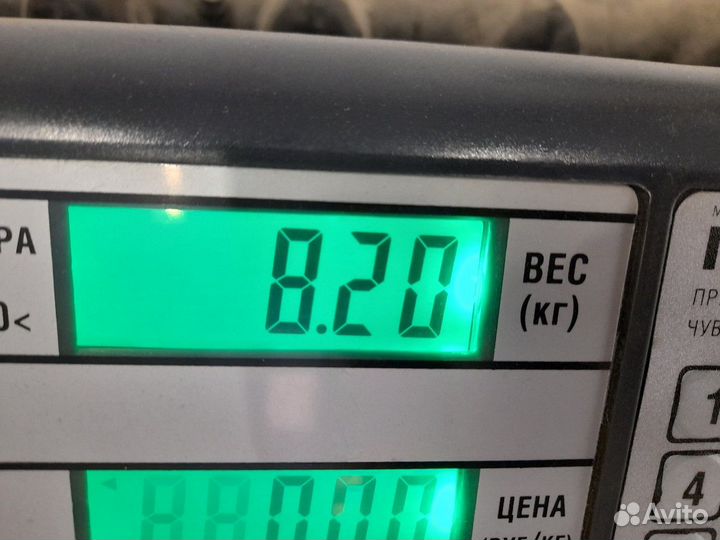 РА
8.20
ВЕС
(кг)
0<
ПР
ЧУВ
1
4
ЦЕНА
Avito